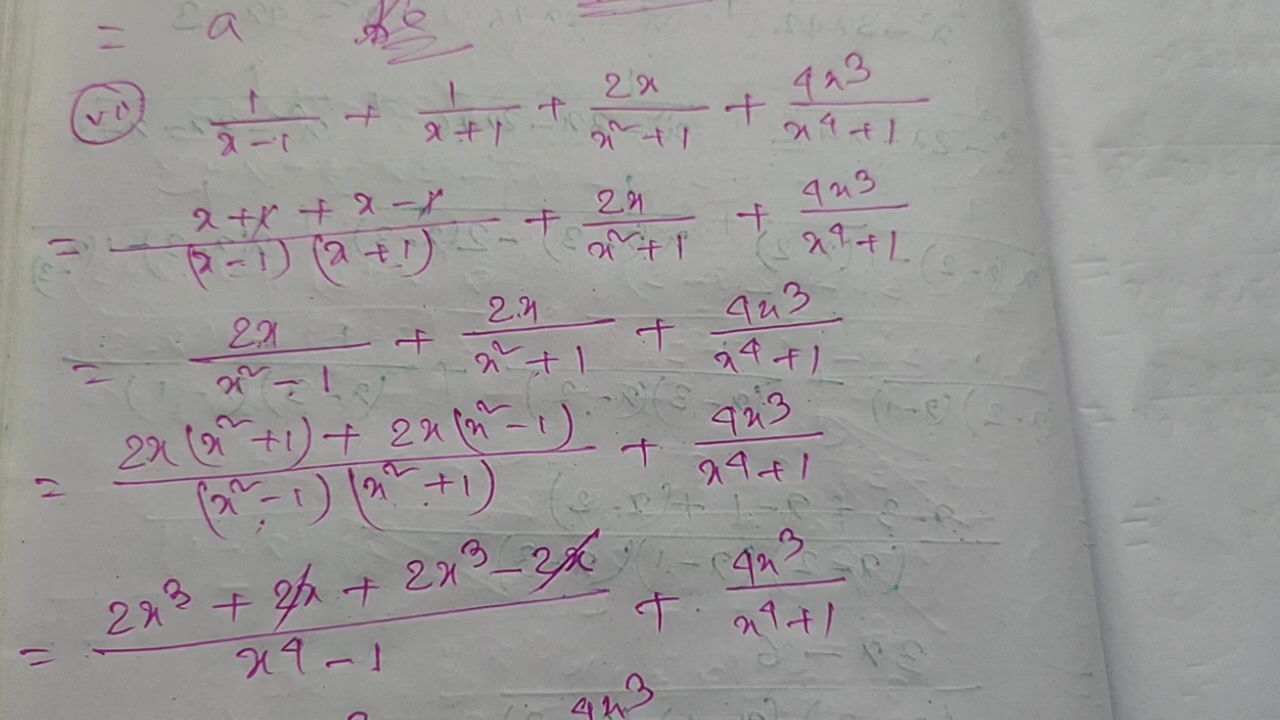 = a
(vi) 1/(x-1) + 1/(x+1) + 2x/(x²+1) + 4x³/(x⁴+1)
= (x+1 + x-1)/((x-1)(x+1)) + 2x/(x²+1) + 4x³/(x⁴+1)
= 2x/(x²-1) + 2x/(x²+1) + 4x³/(x⁴+1)
= (2x(x²+1) + 2x(x²-1))/((x²-1)(x²+1)) + 4x³/(x⁴+1)
= (2x³ + 2x + 2x³ - 2x)/(x⁴-1) + 4x³/(x⁴+1)
4x³